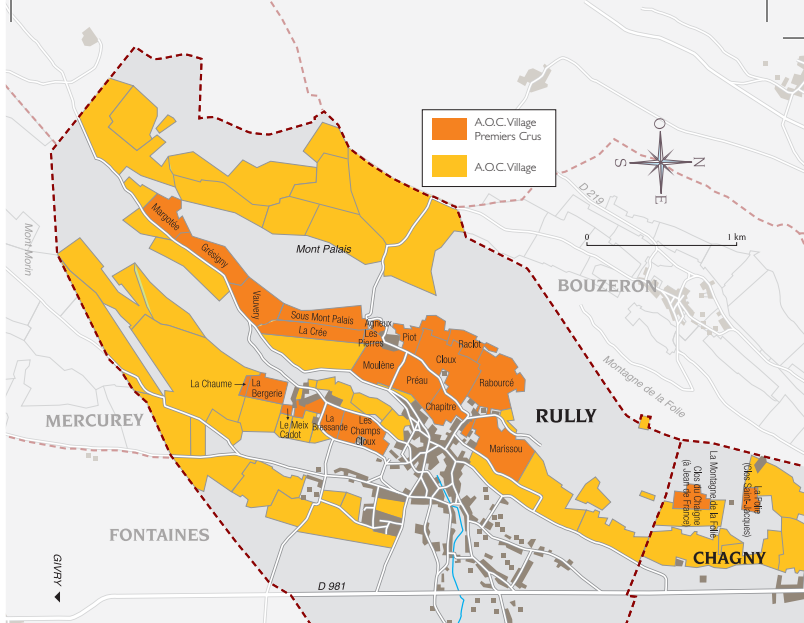 A.O.C. Village
Premiers Crus
A.O.C. Village
O
S
N
E
D 219
0
1 km
Mont Morin
Mont Palais
BOUZERON
Margotée
Grésigny
Vauvery
Sous Mont Palais
La Crée
Agneux
Les
Pierres
Piot
Raclot
Cloux
Moulène
Préau
Rabourcé
Chapitre
Montagne de la Folie
La Chaume
La
Bergerie
Le Meix
Cadot
La
Bressande
Les
Champs
Cloux
RULLY
Marissou
MERCUREY
La Montagne de la Folie
Clos du Chaigne
(à Jean de France)
La Folie
(Clos Saint-Jacques)
FONTAINES
CHAGNY
GIVRY
D 981